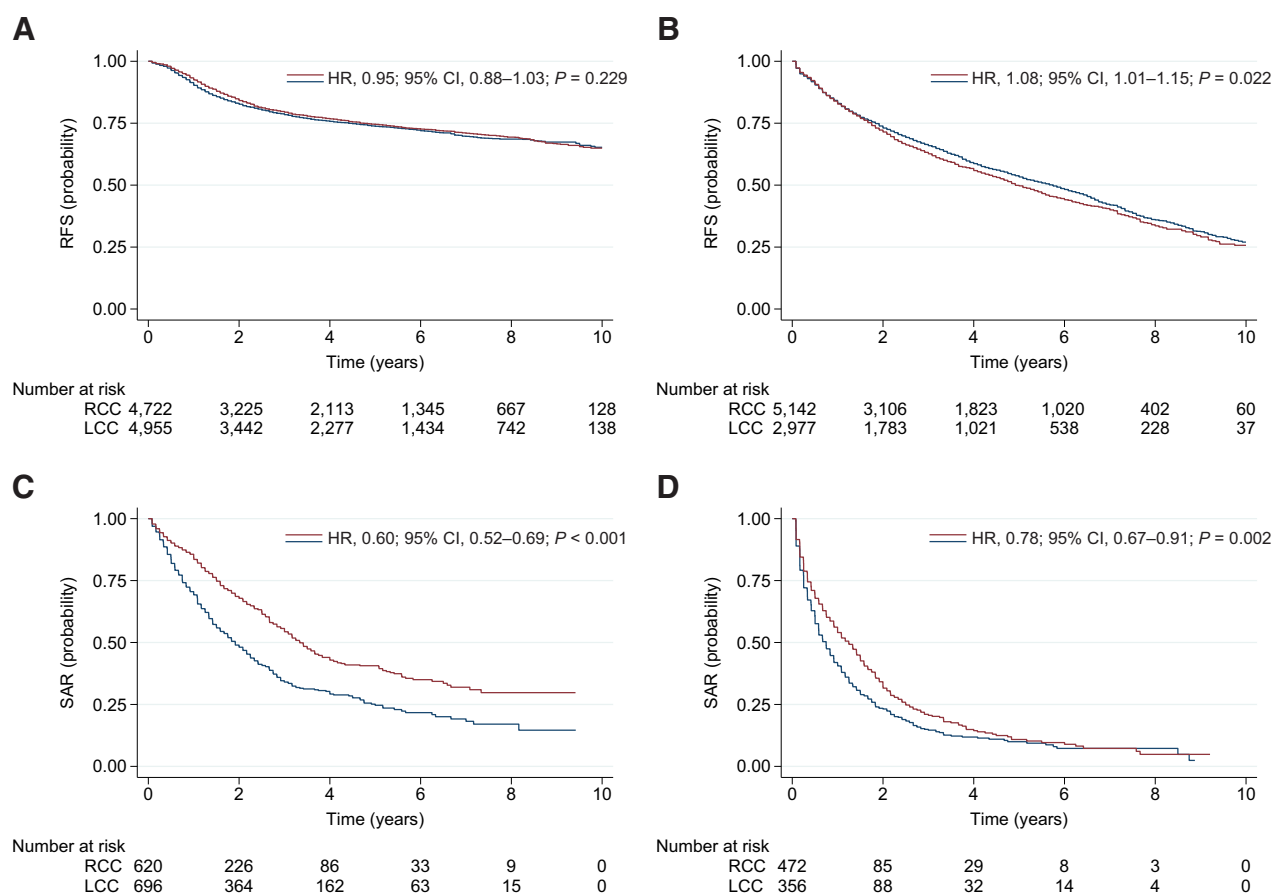 A
1.00
0.75
0.50
0.25
0.00
RFS (probability)
HR, 0.95; 95% CI, 0.88–1.03; P = 0.229
0 2 4 6 8 10
Time (years)
Number at risk
RCC 4,722 3,225 2,113 1,345 667 128
LCC 4,955 3,442 2,277 1,434 742 138
B
1.00
0.75
0.50
0.25
0.00
RFS (probability)
HR, 1.08; 95% CI, 1.01–1.15; P = 0.022
0 2 4 6 8 10
Time (years)
Number at risk
RCC 5,142 3,106 1,823 1,020 402 60
LCC 2,977 1,783 1,021 538 228 37
C
1.00
0.75
0.50
0.25
0.00
SAR (probability)
HR, 0.60; 95% CI, 0.52–0.69; P < 0.001
0 2 4 6 8 10
Time (years)
Number at risk
RCC 620 226 86 33 9 0
LCC 696 364 162 63 15 0
D
1.00
0.75
0.50
0.25
0.00
SAR (probability)
HR, 0.78; 95% CI, 0.67–0.91; P = 0.002
0 2 4 6 8 10
Time (years)
Number at risk
RCC 472 85 29 8 3 0
LCC 356 88 32 14 4 0